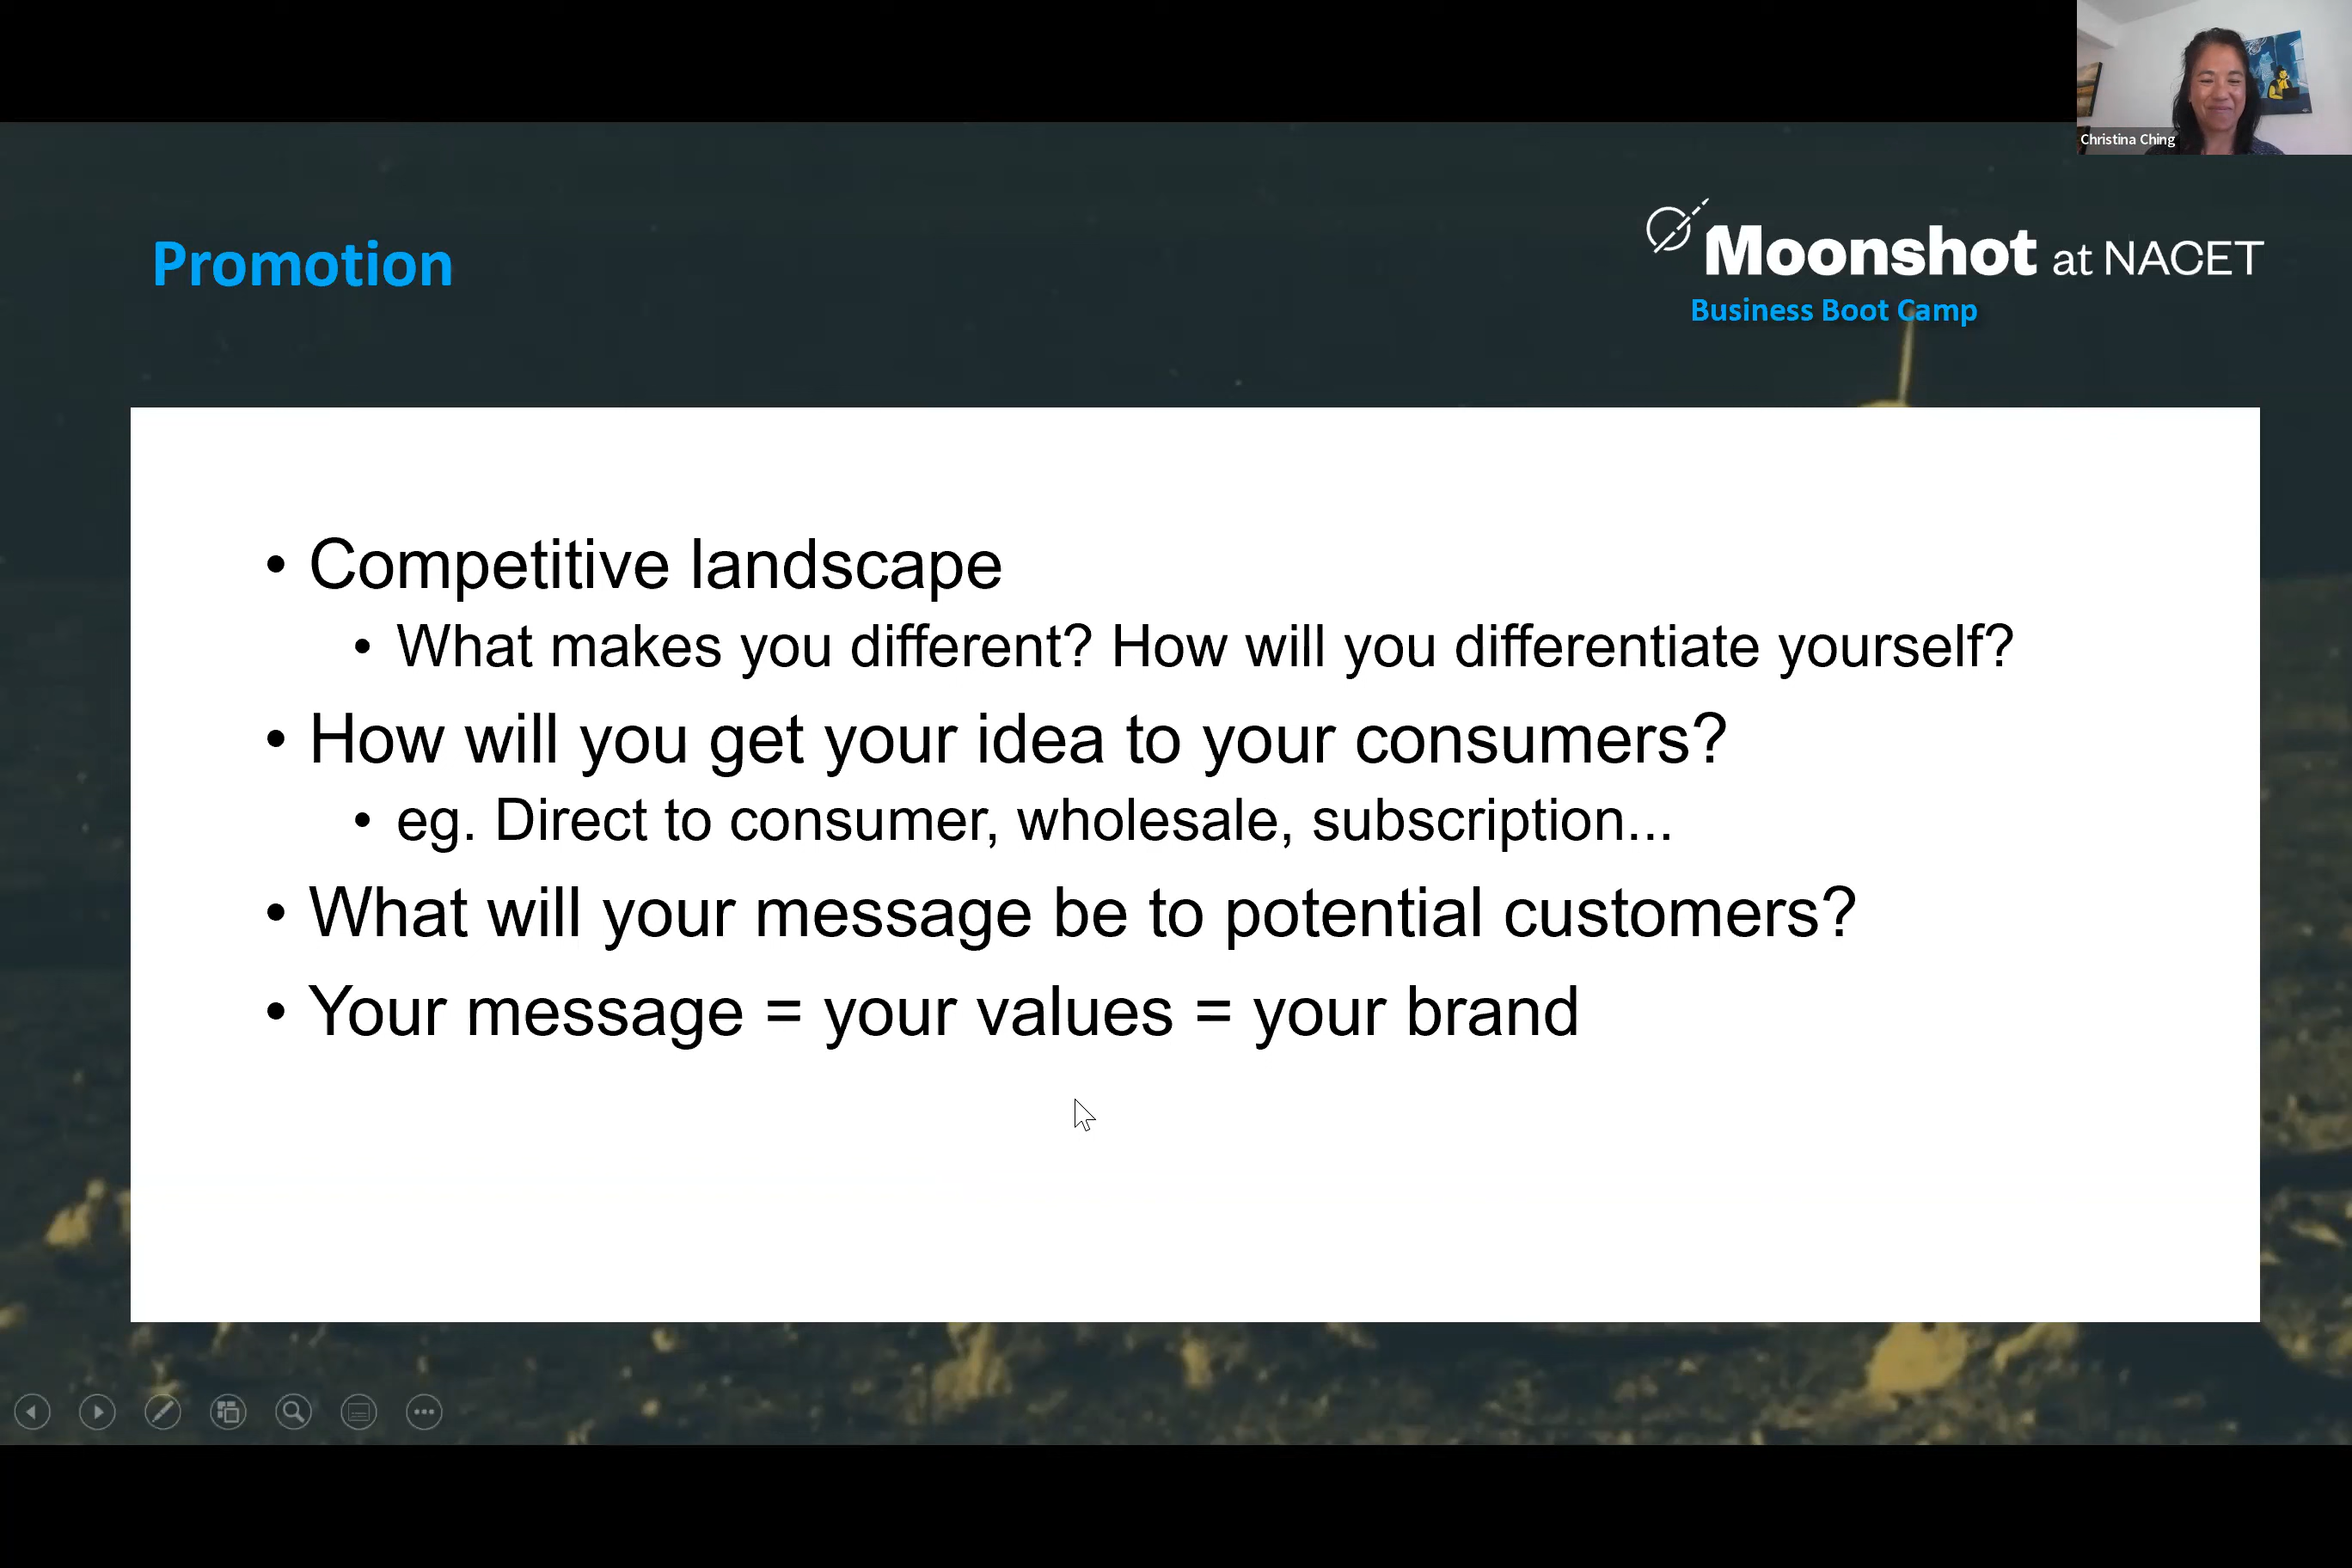 Christina Ching
Promotion
Moonshot at NACET
Business Boot Camp
• Competitive landscape
• What makes you different? How will you differentiate yourself?
• How will you get your idea to your consumers?
• eg. Direct to consumer, wholesale, subscription...
• What will your message be to potential customers?
• Your message = your values = your brand